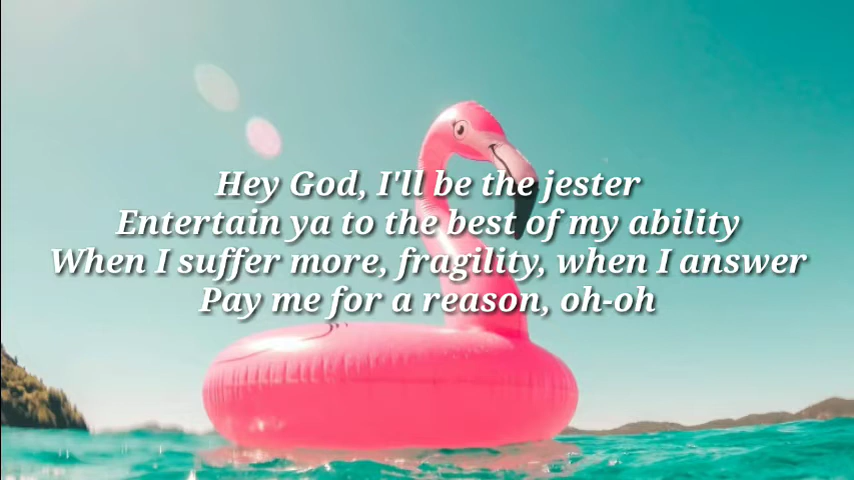 Hey God, I'll be the jester
Entertain ya to the best of my ability
When I suffer more, fragility, when I answer
Pay me for a reason, oh-oh